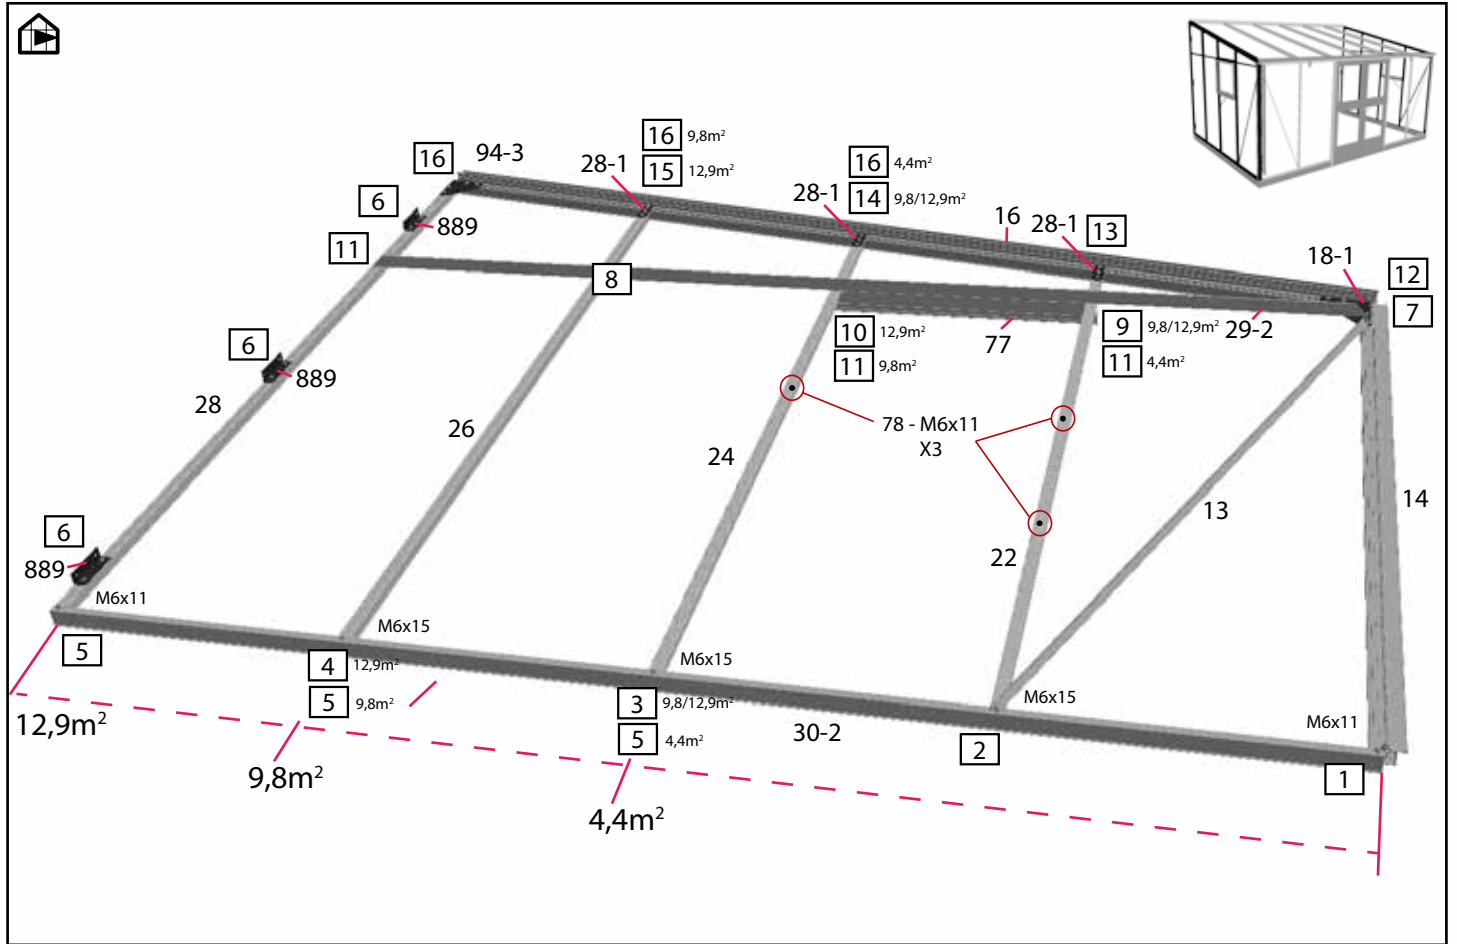 16 9,8m²
15 12,9m²
16 94-3
28-1
16 4,4m²
14 9,8/12,9m²
28-1
6
889
11
16
28-1
13
18-1
12
7
8
10 12,9m²
11 9,8m²
77
9 9,8/12,9m²
11 4,4m²
29-2
6
889
28
26
24
78 - M6x11
X3
22
13
14
6
889
M6x11
M6x15
M6x15
M6x15
M6x11
5
4 12,9m²
5 9,8m²
3 9,8/12,9m²
5 4,4m²
30-2
2
1
12,9m²
9,8m²
4,4m²